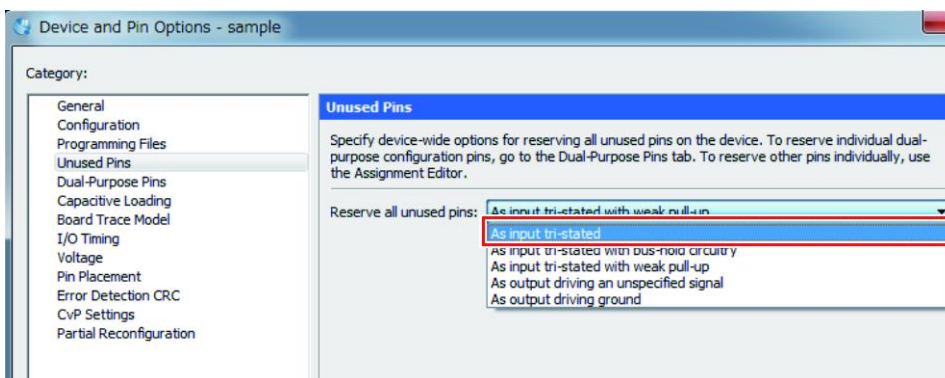 Device and Pin Options - sample
Category:
General
Configuration
Programming Files
Unused Pins
Dual-Purpose Pins
Capacitive Loading
Board Trace Model
I/O Timing
Voltage
Pin Placement
Error Detection CRC
CvP Settings
Partial Reconfiguration
Unused Pins
Specify device-wide options for reserving all unused pins on the device. To reserve individual dual-
purpose configuration pins, go to the Dual-Purpose Pins tab. To reserve other pins individually, use
the Assignment Editor.
Reserve all unused pins: As input tri-stated with weak pull-up
As input tri-stated
As input tri-stated with bus-hold circuitry
As input tri-stated with weak pull-up
As output driving an unspecified signal
As output driving ground